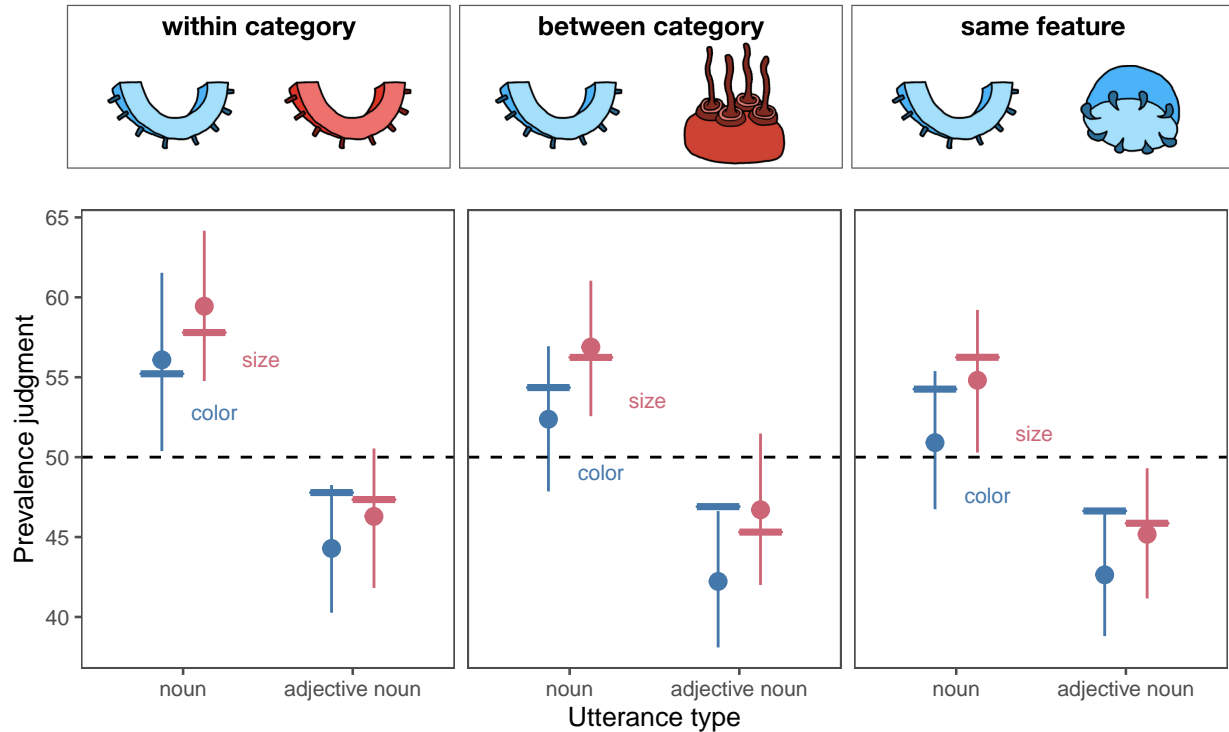 within category
between category
same feature
Prevalence judgment
65
60
55
50
45
40
size
color
size
color
size
color
noun
adjective noun
noun
adjective noun
noun
adjective noun
Utterance type